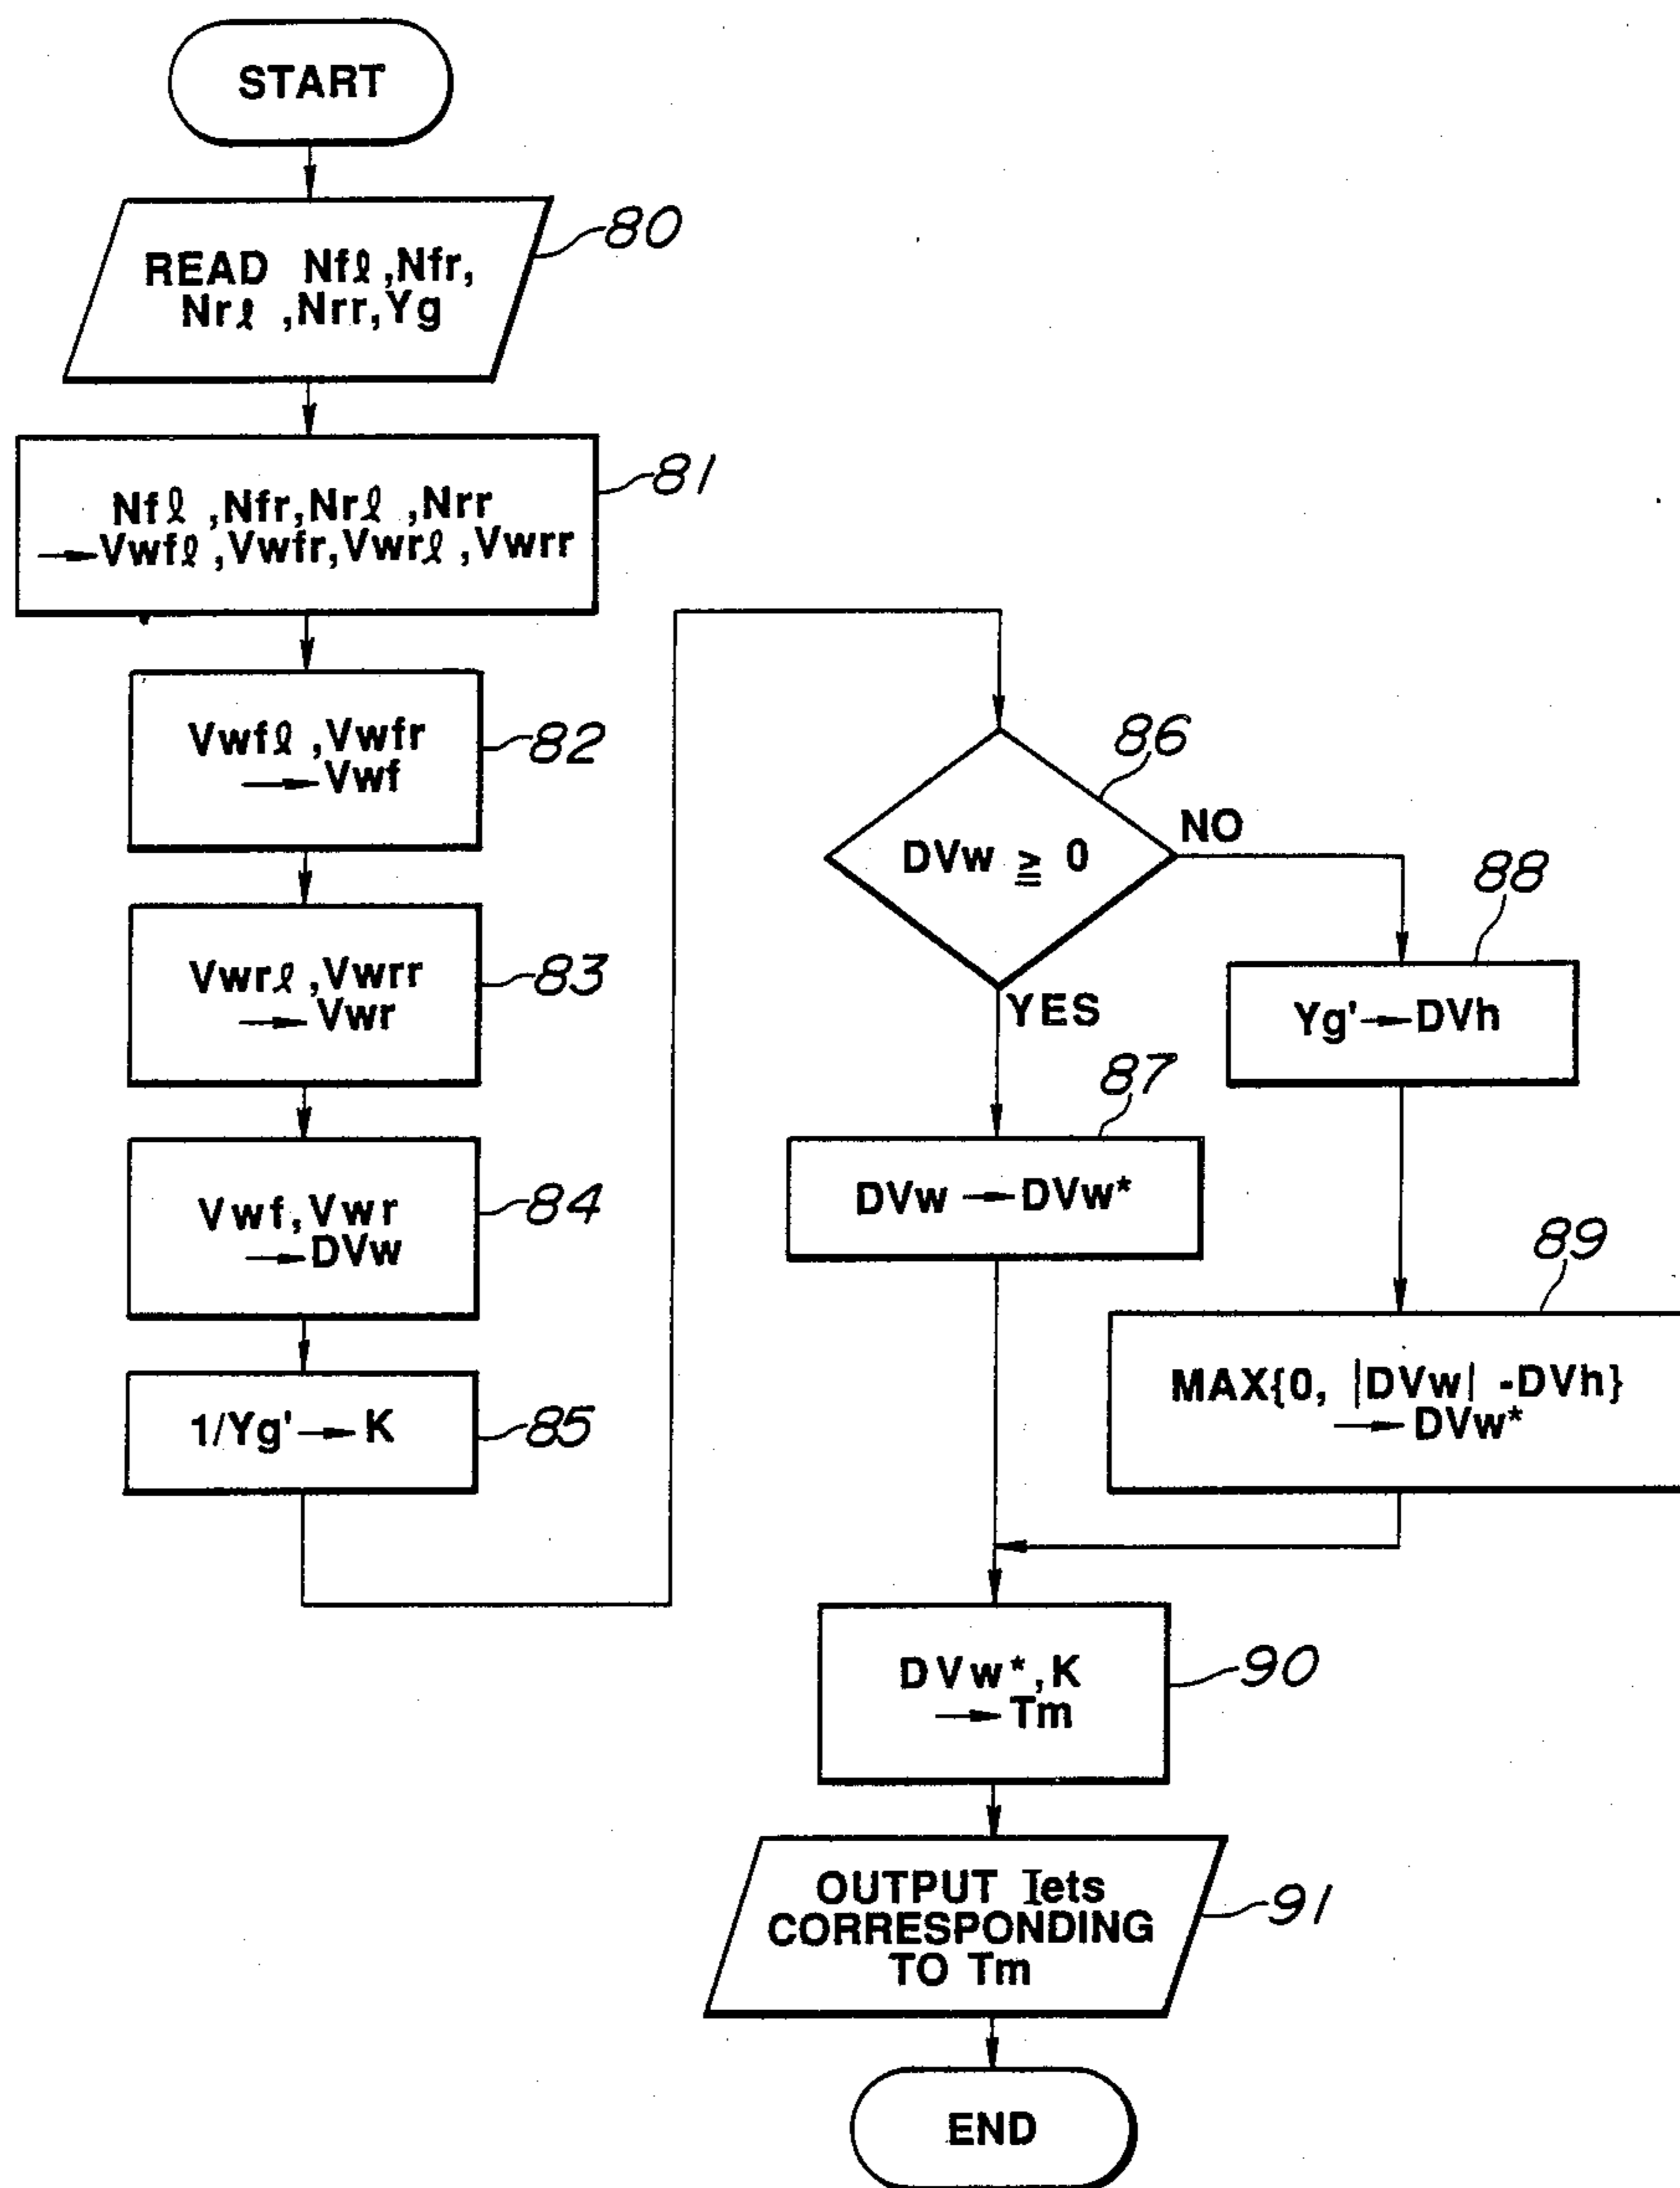 START
READ Nfℓ ,Nfr,
Nrℓ ,Nrr,Yg
80
Nfℓ ,Nfr,Nrℓ ,Nrr
→Vwfℓ ,Vwfr,Vwrℓ ,Vwrr
81
Vwfℓ ,Vwfr
→Vwf
82
Vwrℓ ,Vwrr
→Vwr
83
Vwf,Vwr
→DVw
84
1/Yg'→K
85
DVw ≧ 0
86
NO
YES
88
Yg'→DVh
87
DVw →DVw*
89
MAX{0, |DVw| -DVh}
→DVw*
DVw*,K
→Tm
90
OUTPUT Iets
CORRESPONDING
TO Tm
91
END